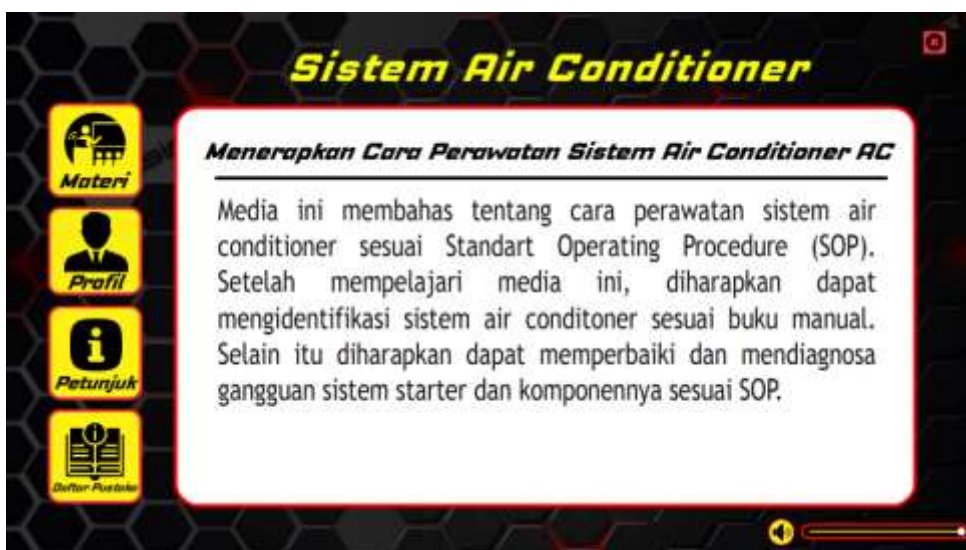 Sistem Air Conditioner
Materi
Profil
Petunjuk
Daftar Pustaka
Menerapkan Cara Perawatan Sistem Air Conditioner AC
Media ini membahas tentang cara perawatan sistem air
conditioner sesuai Standart Operating Procedure (SOP).
Setelah mempelajari media ini, diharapkan dapat
mengidentifikasi sistem air conditoner sesuai buku manual.
Selain itu diharapkan dapat memperbaiki dan mendiagnosa
gangguan sistem starter dan komponennya sesuai SOP.